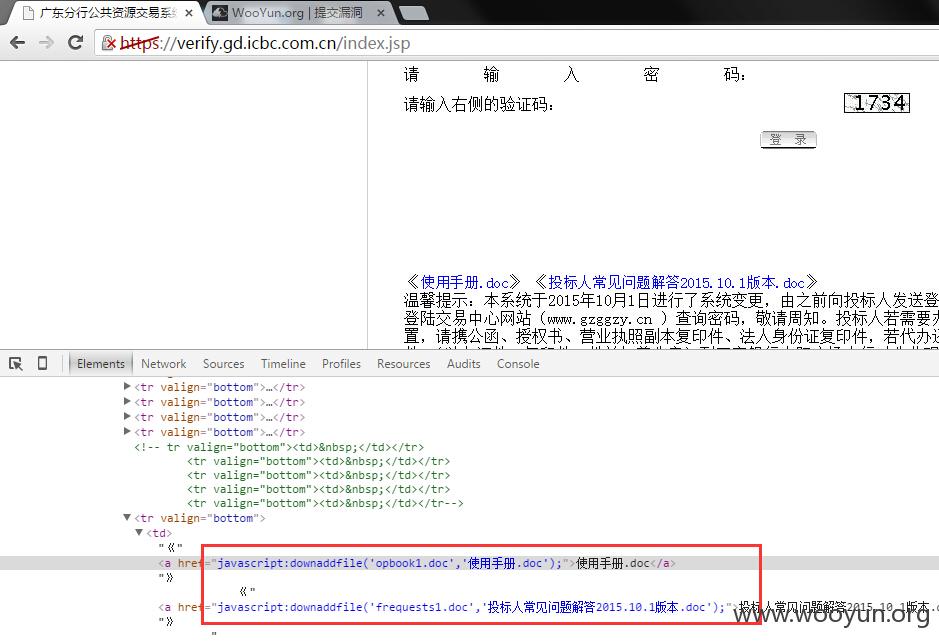 广东分行公共资源交易系统
WooYun.org | 提交漏洞
https://verify.gd.icbc.com.cn/index.jsp
请 输 入 密 码:
请输入右侧的验证码:
1734
登 录
《使用手册.doc》 《投标人常见问题解答2015.10.1版本.doc》
温馨提示: 本系统于2015年10月1日进行了系统变更, 由之前向投标人发送登
登陆交易中心网站 (www.gzggzy.cn ) 查询密码, 敬请周知。投标人若需要办
置, 请携公函、授权书、营业执照副本复印件、法人身份证复印件, 若代办还
Elements Network Sources Timeline Profiles Resources Audits Console
<tr valign="bottom">…</tr>
<tr valign="bottom">…</tr>
<tr valign="bottom">…</tr>
<tr valign="bottom">…</tr>
<!-- tr valign="bottom"><td>&nbsp;</td></tr>
<tr valign="bottom"><td>&nbsp;</td></tr>
<tr valign="bottom"><td>&nbsp;</td></tr>
<tr valign="bottom"><td>&nbsp;</td></tr>
<tr valign="bottom"><td>&nbsp;</td></tr-->
<tr valign="bottom">
<td>
"《"
<a href="javascript:downaddfile('opbook1.doc','使用手册.doc');">使用手册.doc</a>
"》
《"
<a href="javascript:downaddfile('frequests1.doc','投标人常见问题解答2015.10.1版本.doc');">投标人常见问题解答2015.10.1版本.d
"》
"
www.wooyun.org